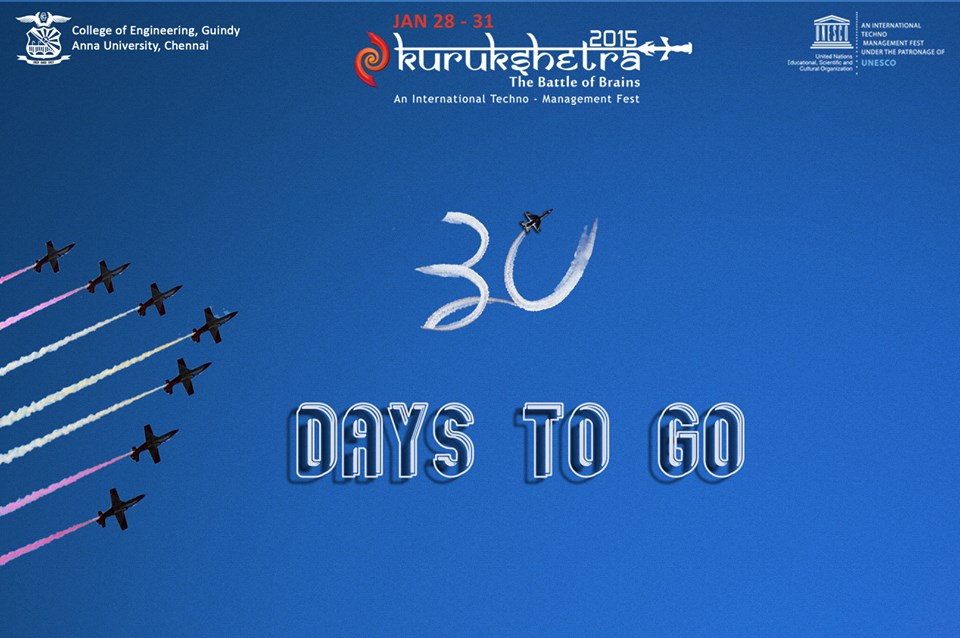 College of Engineering, Guindy
Anna University, Chennai
JAN 28 - 31
2015
kurukshetra
The Battle of Brains
An International Techno - Management Fest
UNESCO
United Nations
Educational, Scientific and
Cultural Organization
AN INTERNATIONAL
TECHNO
MANAGEMENT FEST
UNDER THE PATRONAGE OF
UNESCO
30
DAYS TO GO